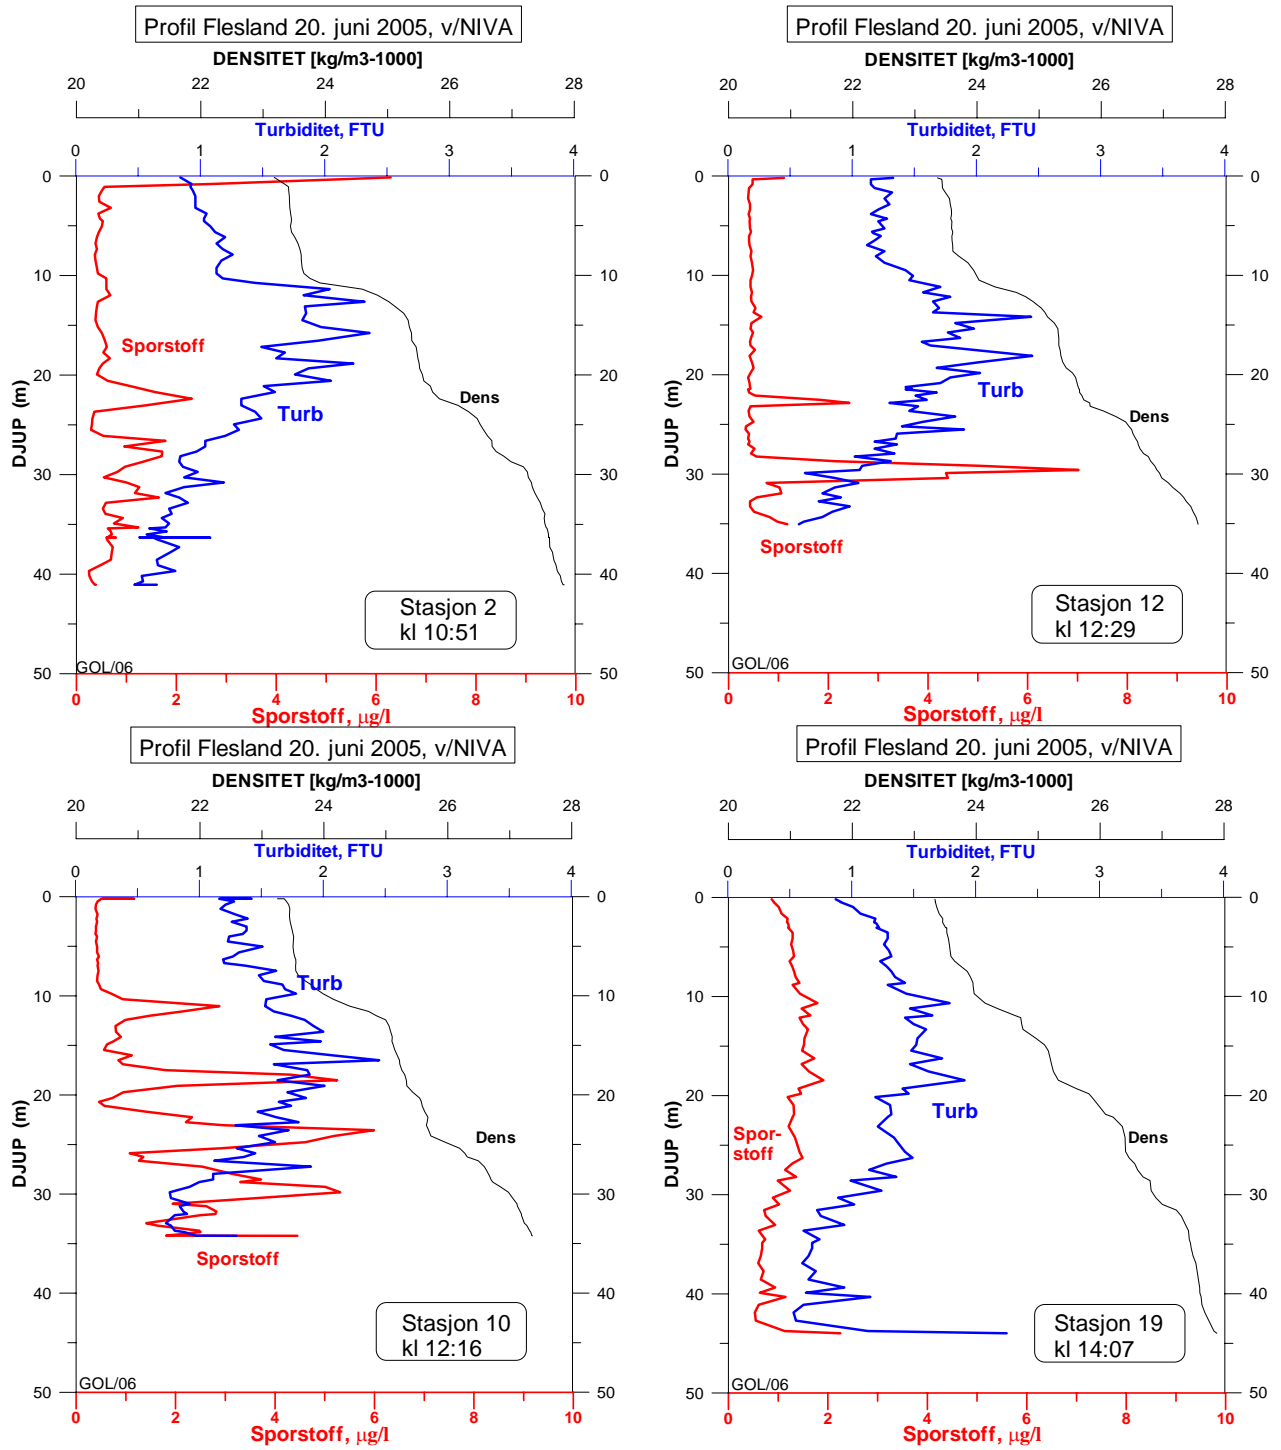 Profil Flesland 20. juni 2005, v/NIVA
DENSITET [kg/m3-1000]
20 22 24 26 28
Turbiditet, FTU
0 1 2 3 4
0 0
10 10
20 20
30 30
40 40
50 50
DJUP (m)
Sporstoff
Turb
Dens
Stasjon 2
kl 10:51
GOL/06
0 2 4 6 8 10
Sporstoff, µg/l
Profil Flesland 20. juni 2005, v/NIVA
DENSITET [kg/m3-1000]
20 22 24 26 28
Turbiditet, FTU
0 1 2 3 4
0 0
10 10
20 20
30 30
40 40
50 50
DJUP (m)
Turb
Dens
Sporstoff
Stasjon 12
kl 12:29
GOL/06
0 2 4 6 8 10
Sporstoff, µg/l
Profil Flesland 20. juni 2005, v/NIVA
DENSITET [kg/m3-1000]
20 22 24 26 28
Turbiditet, FTU
0 1 2 3 4
0 0
10 10
20 20
30 30
40 40
50 50
DJUP (m)
Turb
Dens
Sporstoff
Stasjon 10
kl 12:16
GOL/06
0 2 4 6 8 10
Sporstoff, µg/l
Profil Flesland 20. juni 2005, v/NIVA
DENSITET [kg/m3-1000]
20 22 24 26 28
Turbiditet, FTU
0 1 2 3 4
0 0
10 10
20 20
30 30
40 40
50 50
DJUP (m)
Turb
Spor-
stoff
Dens
Stasjon 19
kl 14:07
GOL/06
0 2 4 6 8 10
Sporstoff, µg/l